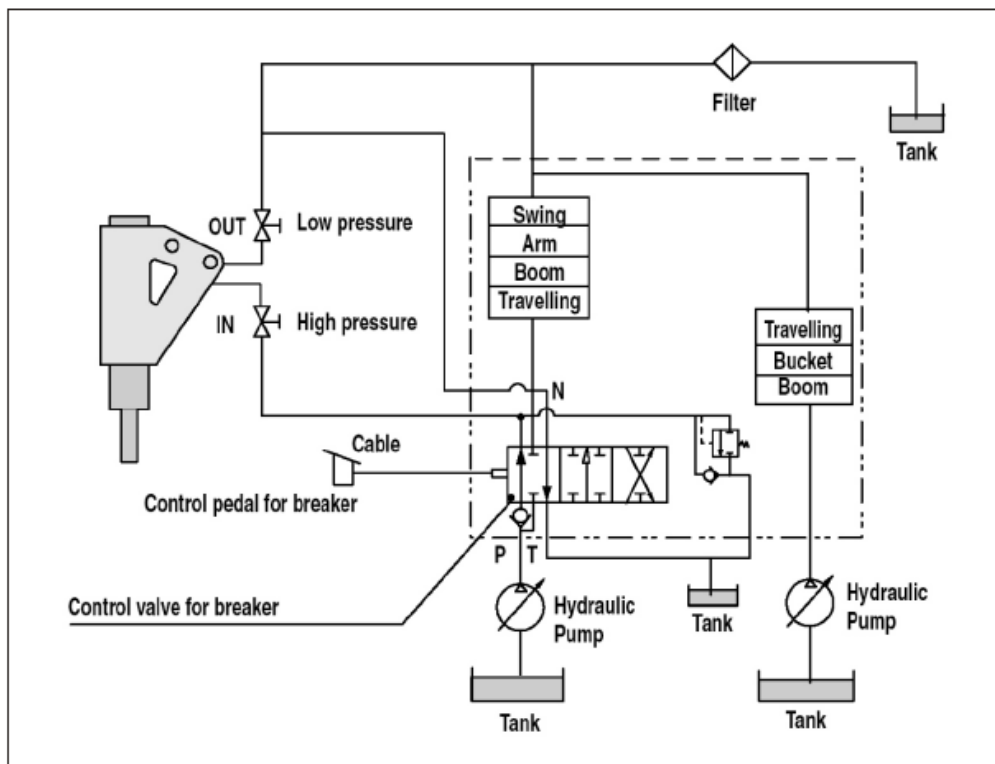 Filter
Tank
OUT
Low pressure
Swing
Arm
Boom
Travelling
IN
High pressure
Travelling
Bucket
Boom
N
Cable
Control pedal for breaker
P
T
Control valve for breaker
Hydraulic
Pump
Tank
Hydraulic
Pump
Tank
Tank